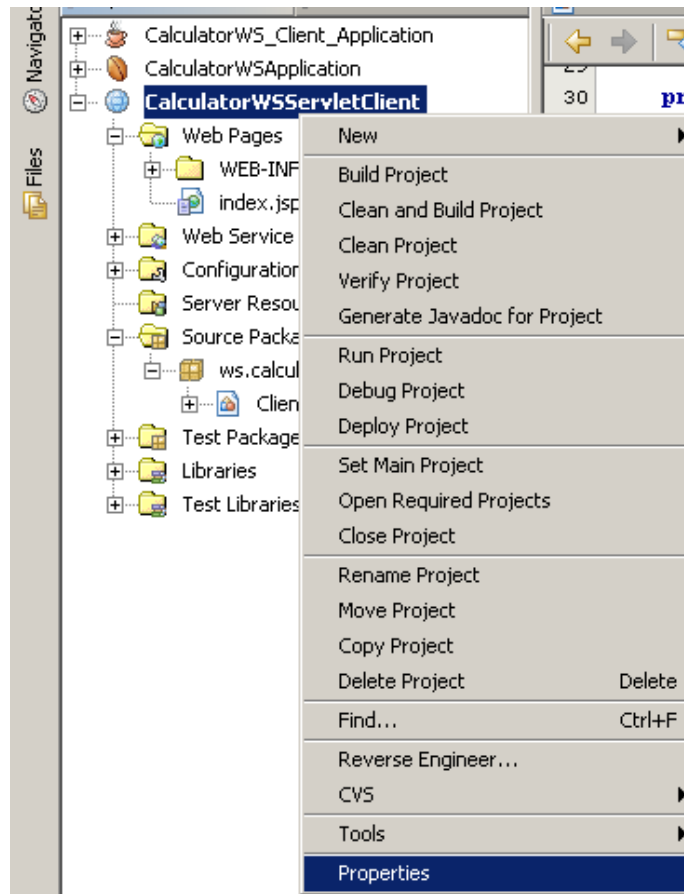 Navigato
Files
CalculatorWS_Client_Application
CalculatorWSApplication
CalculatorWSServletClient
Web Pages
WEB-INF
index.jsp
Web Service
Configuration
Server Resou
Source Packa
ws.calcul
Clien
Test Package
Libraries
Test Libraries
30 pr
New
Build Project
Clean and Build Project
Clean Project
Verify Project
Generate Javadoc for Project
Run Project
Debug Project
Deploy Project
Set Main Project
Open Required Projects
Close Project
Rename Project
Move Project
Copy Project
Delete Project Delete
Find... Ctrl+F
Reverse Engineer...
CVS
Tools
Properties